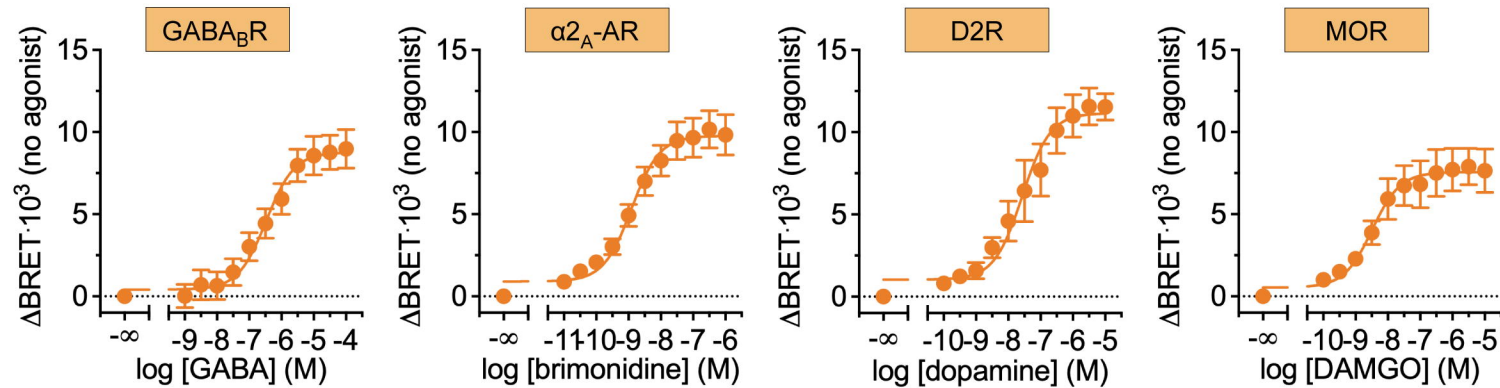 GABA_BR
ΔBRET·10³ (no agonist)
15
10
5
0
-∞ -9 -8 -7 -6 -5 -4
log [GABA] (M)
α2_A-AR
ΔBRET·10³ (no agonist)
15
10
5
0
-∞ -11 -10 -9 -8 -7 -6
log [brimonidine] (M)
D2R
ΔBRET·10³ (no agonist)
15
10
5
0
-∞ -10 -9 -8 -7 -6 -5
log [dopamine] (M)
MOR
ΔBRET·10³ (no agonist)
15
10
5
0
-∞ -10 -9 -8 -7 -6 -5
log [DAMGO] (M)